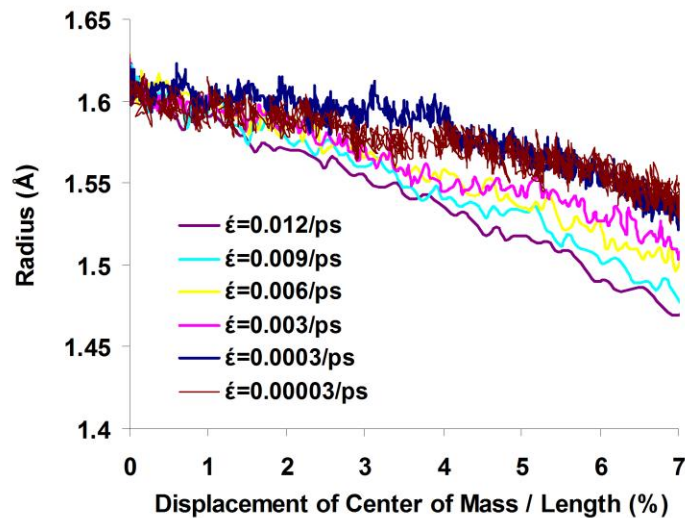 1.65
1.6
1.55
1.5
1.45
1.4
Radius (Å)
έ=0.012/ps
έ=0.009/ps
έ=0.006/ps
έ=0.003/ps
έ=0.0003/ps
έ=0.00003/ps
0 1 2 3 4 5 6 7
Displacement of Center of Mass / Length (%)